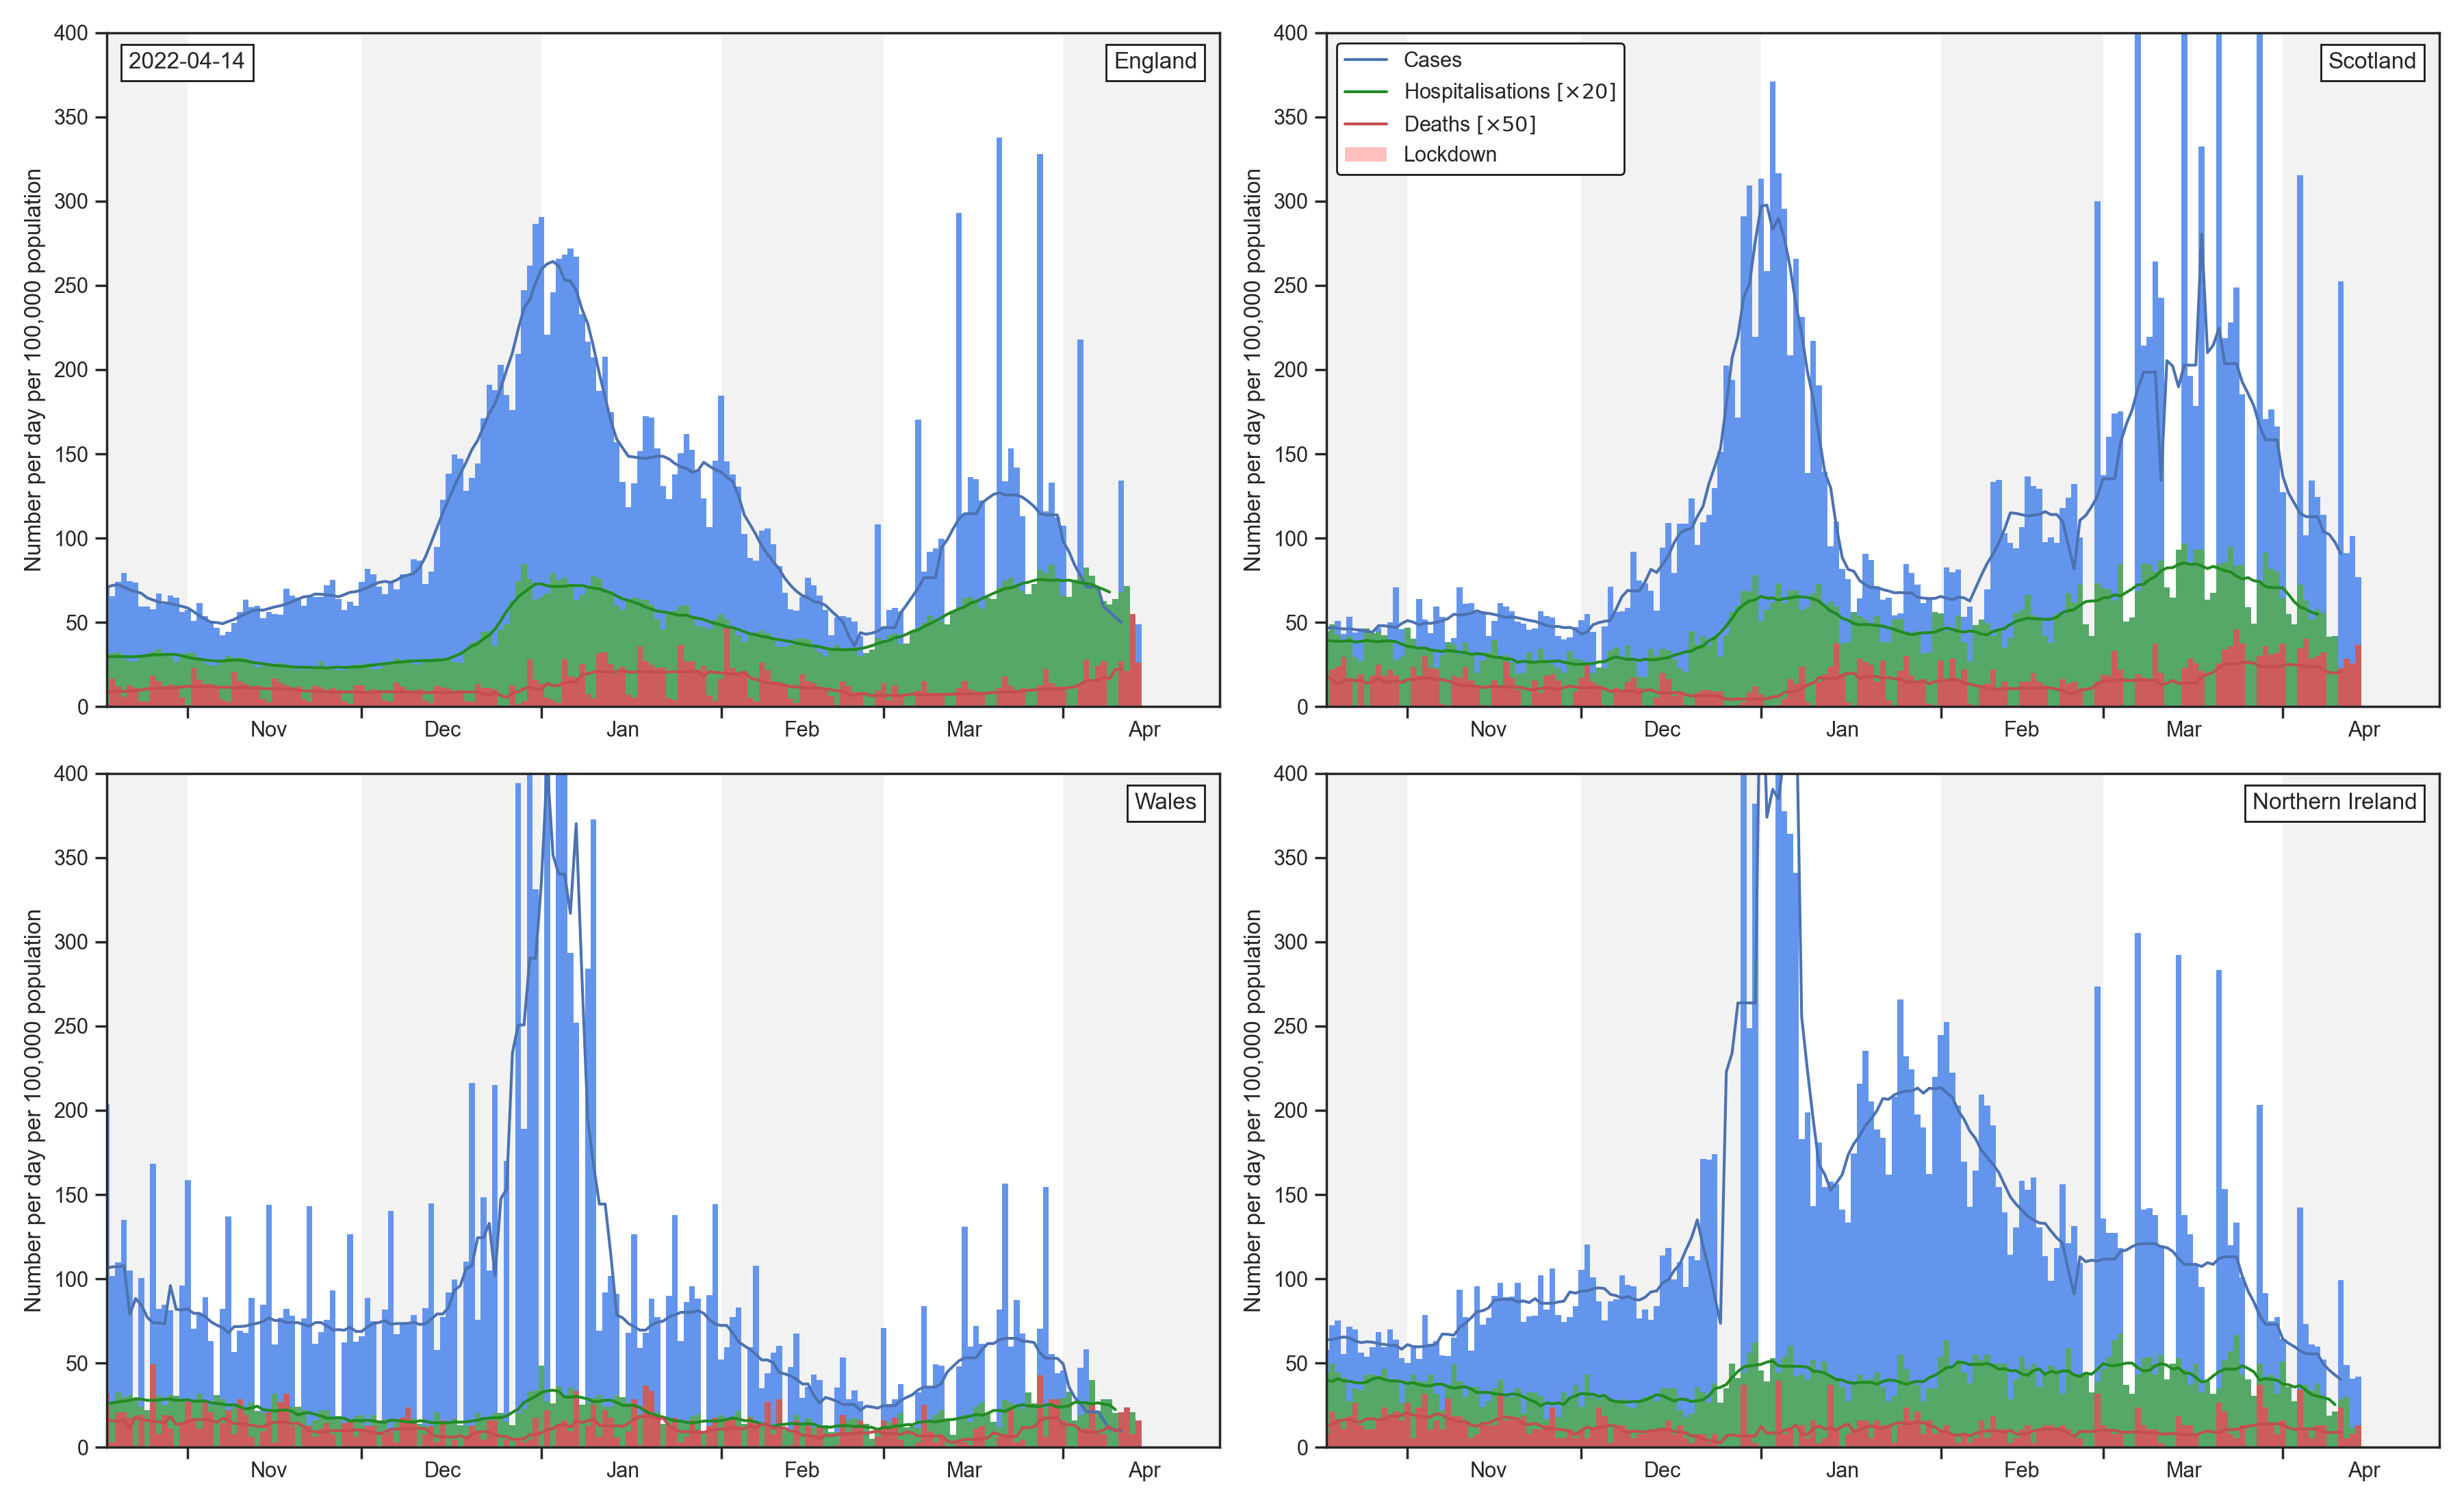 2022-04-14
England
Number per day per 100,000 population
400
350
300
250
200
150
100
50
0
Nov
Dec
Jan
Feb
Mar
Apr
Scotland
Cases
Hospitalisations [×20]
Deaths [×50]
Lockdown
Number per day per 100,000 population
400
350
300
250
200
150
100
50
0
Nov
Dec
Jan
Feb
Mar
Apr
Wales
Number per day per 100,000 population
400
350
300
250
200
150
100
50
0
Nov
Dec
Jan
Feb
Mar
Apr
Northern Ireland
Number per day per 100,000 population
400
350
300
250
200
150
100
50
0
Nov
Dec
Jan
Feb
Mar
Apr